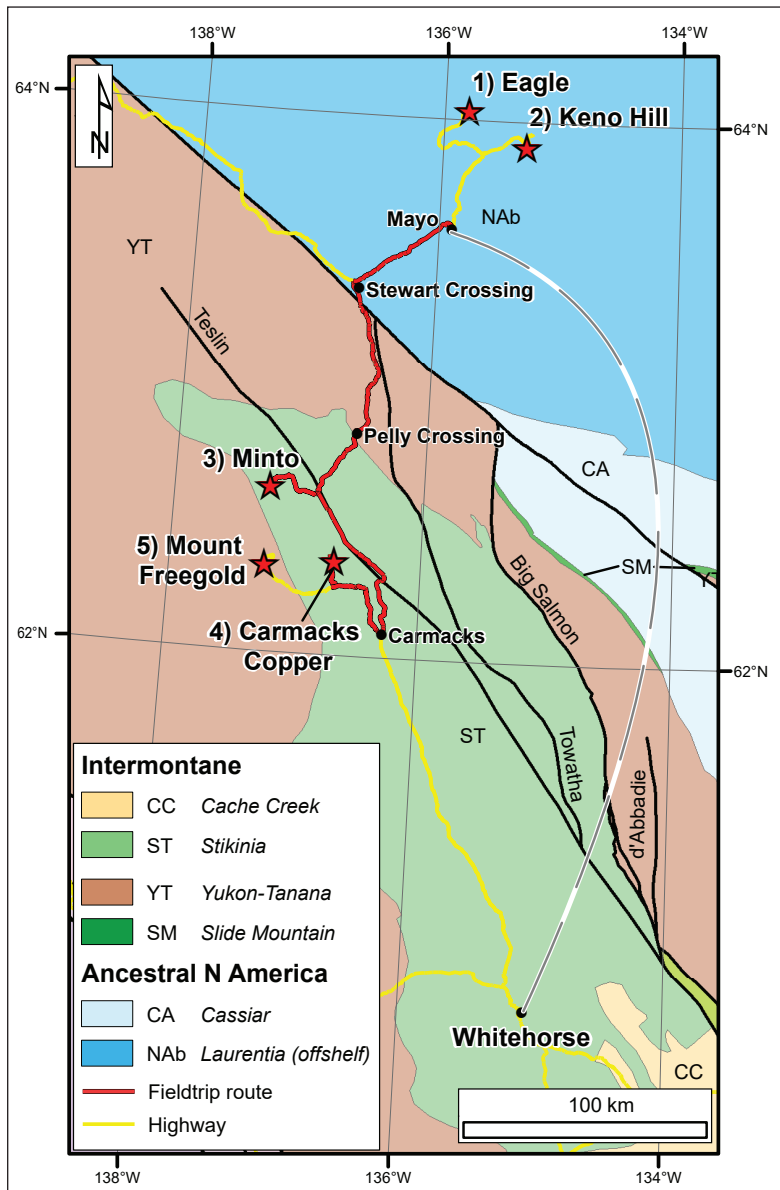 138°W
136°W
134°W
64°N
64°N
N
1) Eagle
2) Keno Hill
Mayo
NAb
YT
Stewart Crossing
Teslin
Pelly Crossing
3) Minto
CA
5) Mount
Freegold
SM
YT
Big Salmon
4) Carmacks
Copper
Carmacks
62°N
62°N
ST
Towatha
d'Abbadie
Intermontane
CC Cache Creek
ST Stikinia
YT Yukon-Tanana
SM Slide Mountain
Ancestral N America
CA Cassiar
NAb Laurentia (offshelf)
Fieldtrip route
Highway
Whitehorse
CC
100 km
138°W
136°W
134°W